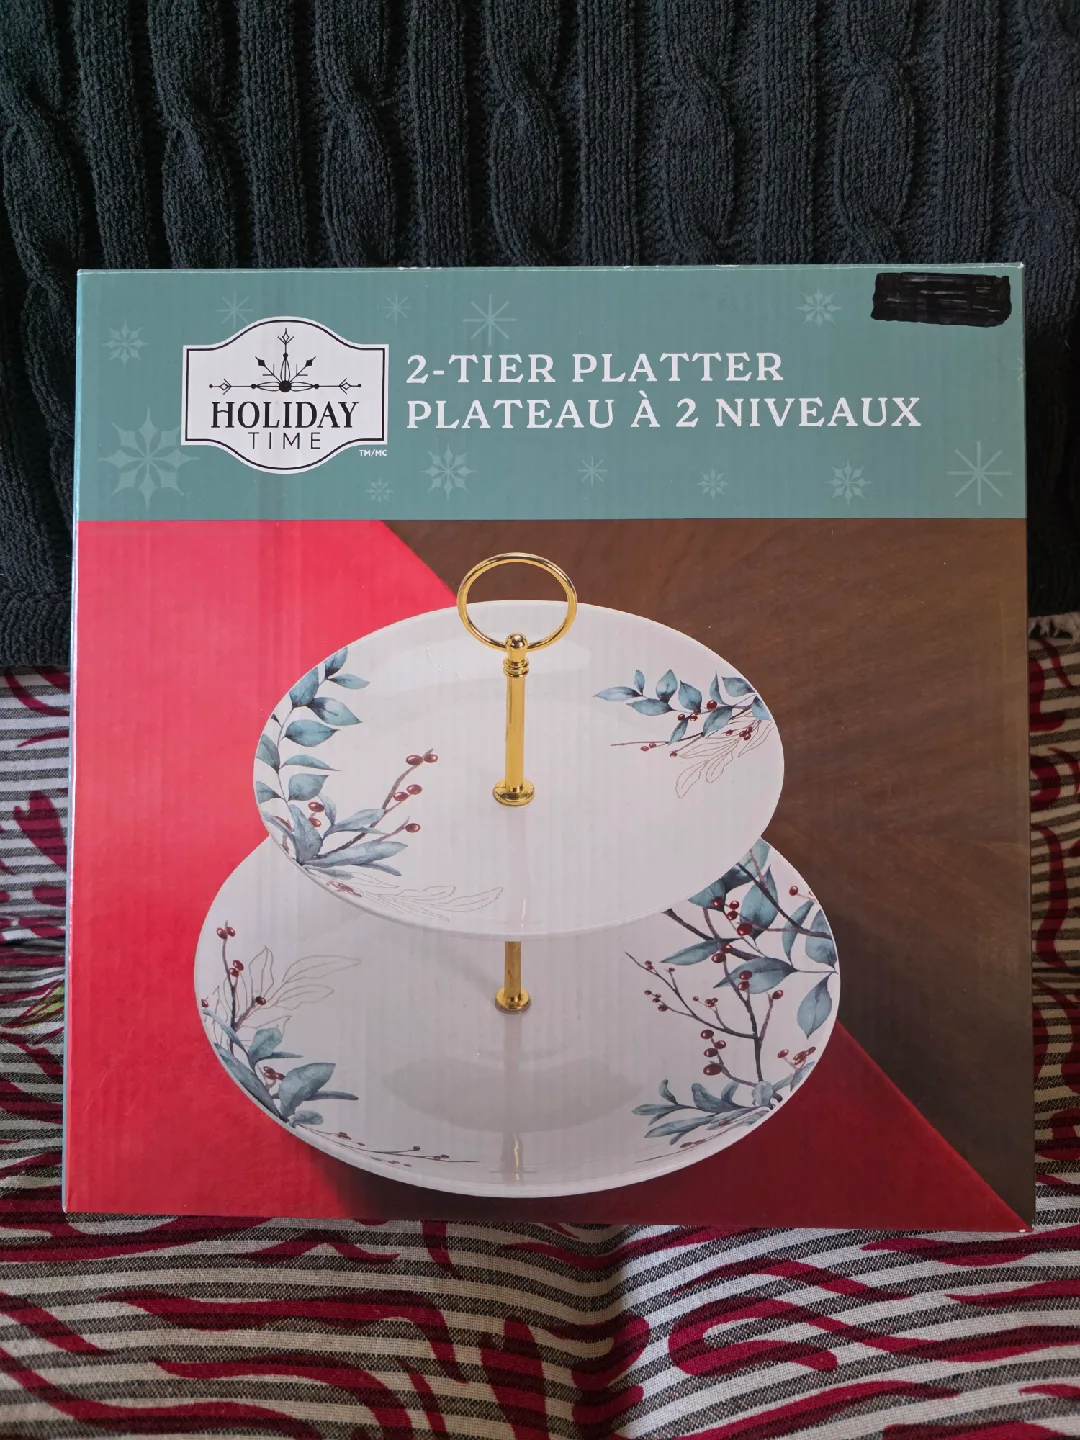 HOLIDAY
TIME
TM/MC
2-TIER PLATTER
PLATEAU À 2 NIVEAUX